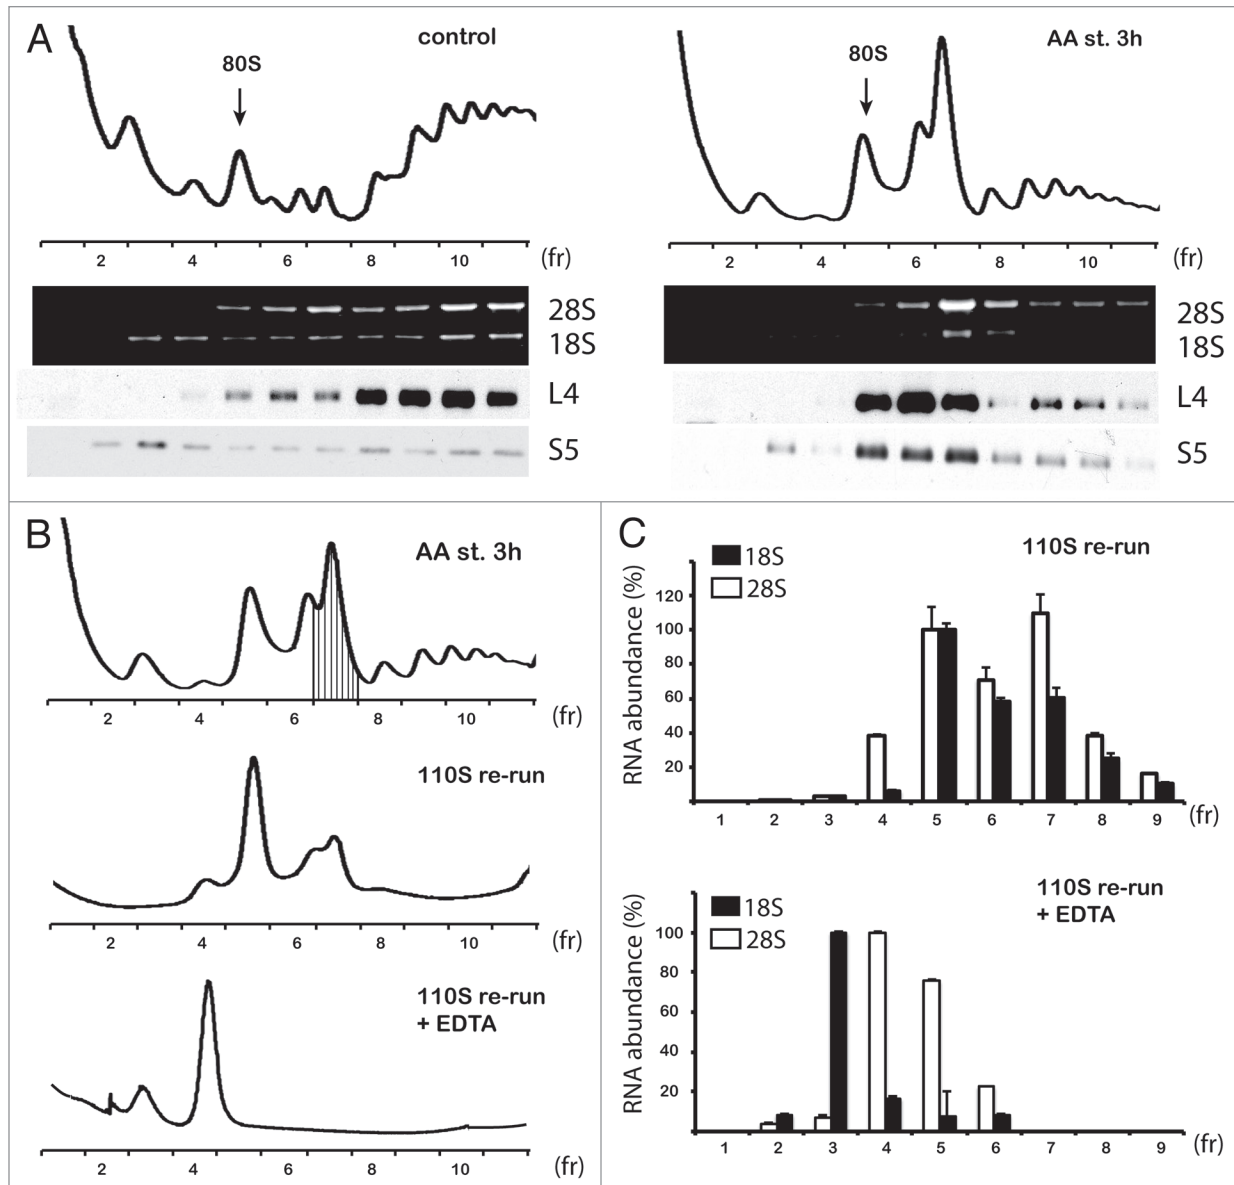 A
control
80S
2 4 6 8 10 (fr)
28S
18S
L4
S5
AA st. 3h
80S
2 4 6 8 10 (fr)
28S
18S
L4
S5
B
AA st. 3h
2 4 6 8 10 (fr)
110S re-run
2 4 6 8 10 (fr)
110S re-run
+ EDTA
2 4 6 8 10 (fr)
C
110S re-run
18S
28S
RNA abundance (%)
120
100
80
60
40
20
1 2 3 4 5 6 7 8 9 (fr)
110S re-run
+ EDTA
18S
28S
RNA abundance (%)
100
80
60
40
20
1 2 3 4 5 6 7 8 9 (fr)